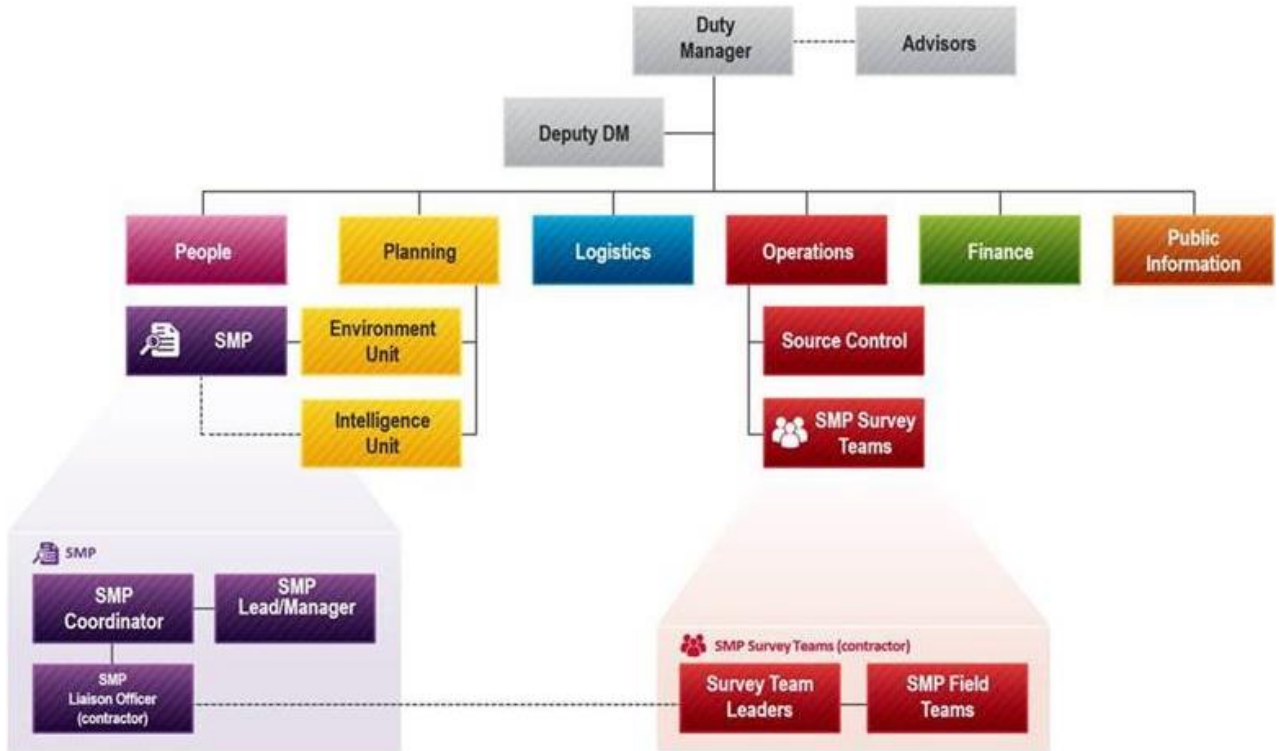 Duty
Manager
Advisors
Deputy DM
People
Planning
Logistics
Operations
Finance
Public
Information
SMP
Environment
Unit
Source Control
Intelligence
Unit
SMP Survey
Teams
SMP
SMP
Coordinator
SMP
Lead/Manager
SMP
Liaison Officer
(contractor)
SMP Survey Teams (contractor)
Survey Team
Leaders
SMP Field
Teams